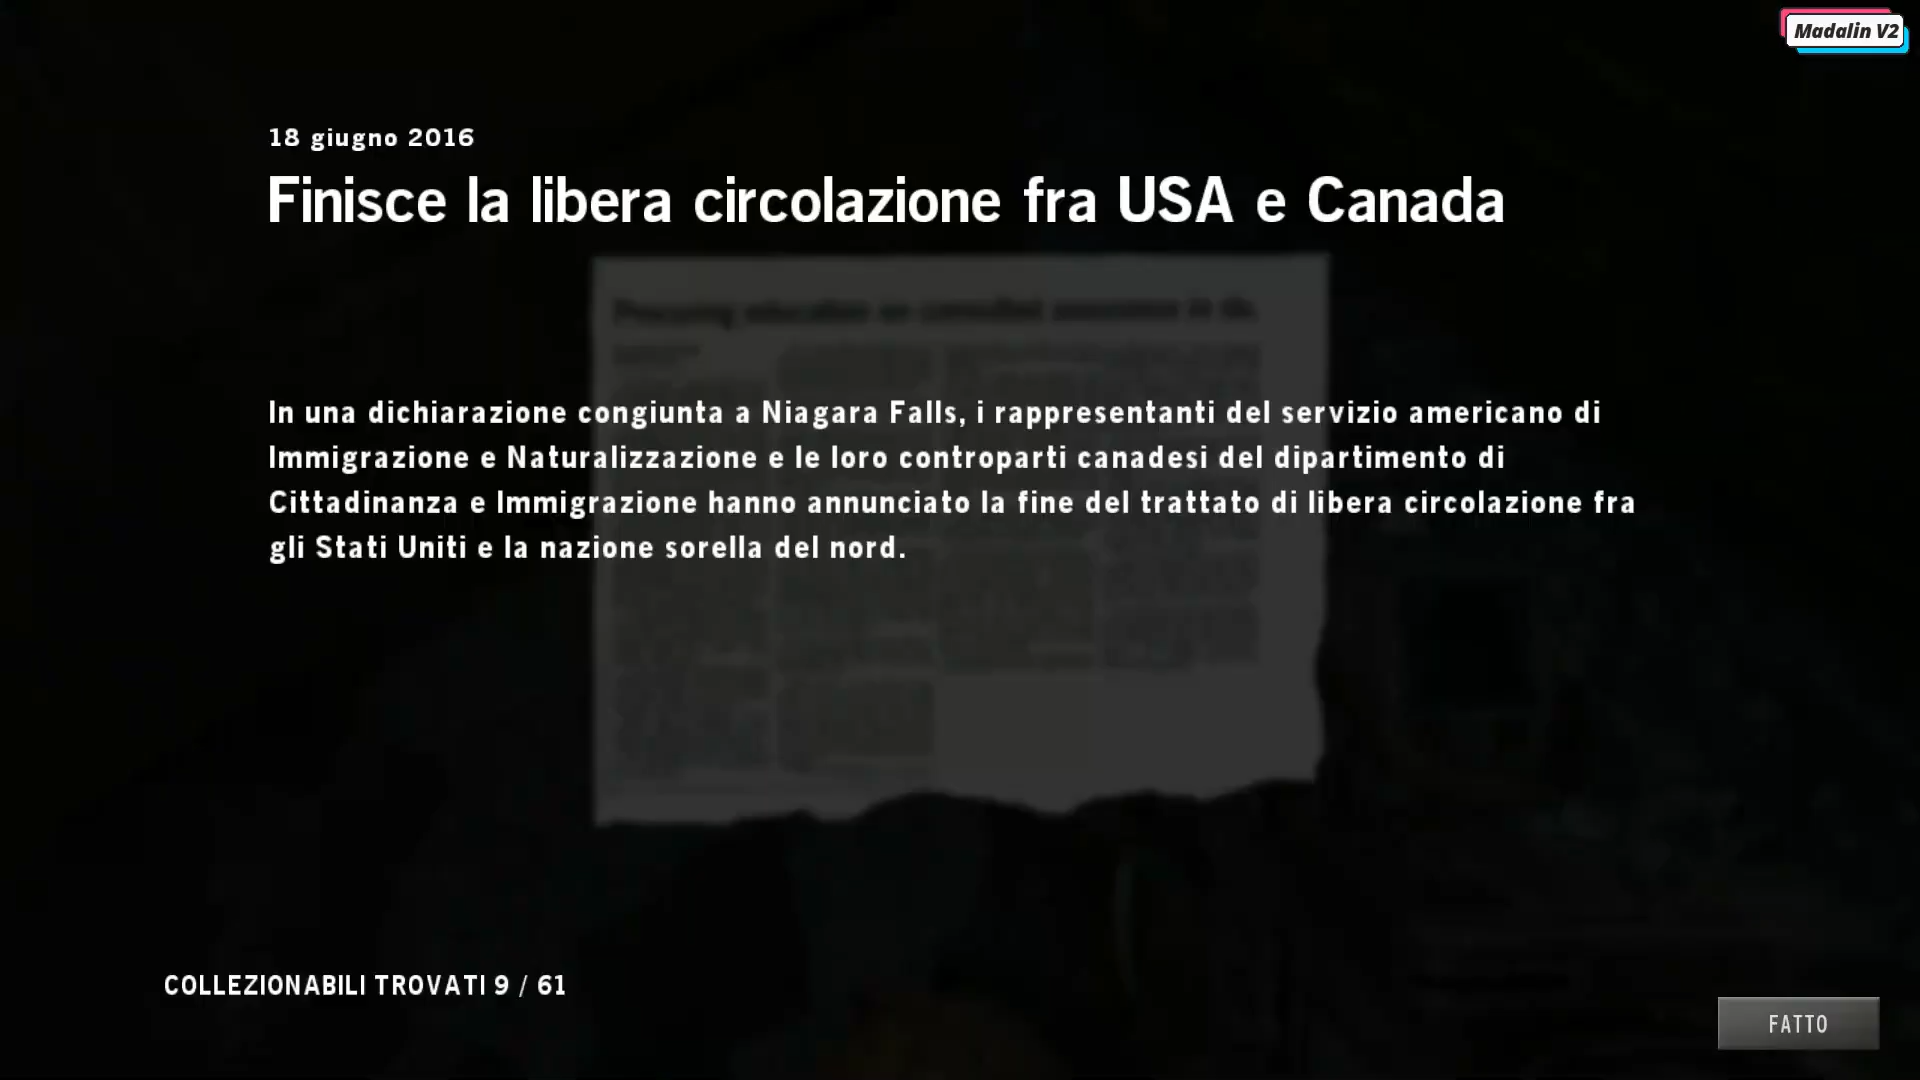 Madalin V2
18 giugno 2016
Finisce la libera circolazione fra USA e Canada
In una dichiarazione congiunta a Niagara Falls, i rappresentanti del servizio americano di
Immigrazione e Naturalizzazione e le loro controparti canadesi del dipartimento di
Cittadinanza e Immigrazione hanno annunciato la fine del trattato di libera circolazione fra
gli Stati Uniti e la nazione sorella del nord.
COLLEZIONABILI TROVATI 9 / 61
FATTO